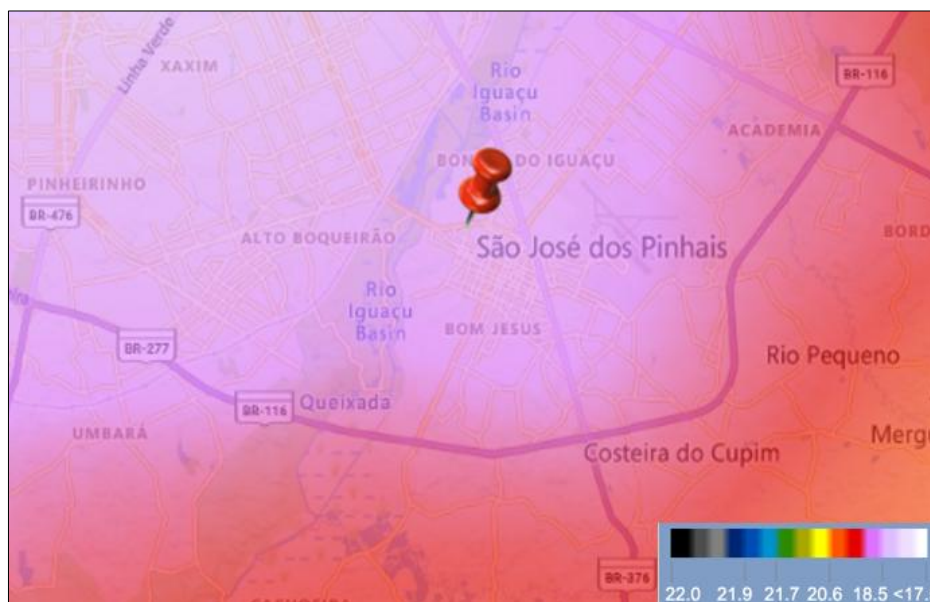 Linha Verde
XAXIM
Rio
Iguaçu
Basin
BR-116
ACADEMIA
DO IGUAÇU
PINHEIRINHO
BR-476
ALTO BOQUEIRÃO
São José dos Pinhais
Rio
Iguaçu
Basin
BOM JESUS
BR-277
Rio Pequeno
BR-116
Queixada
UMBARÁ
Costeira do Cupim
BR-376
22.0 21.9 21.7 20.6 18.5 <17.